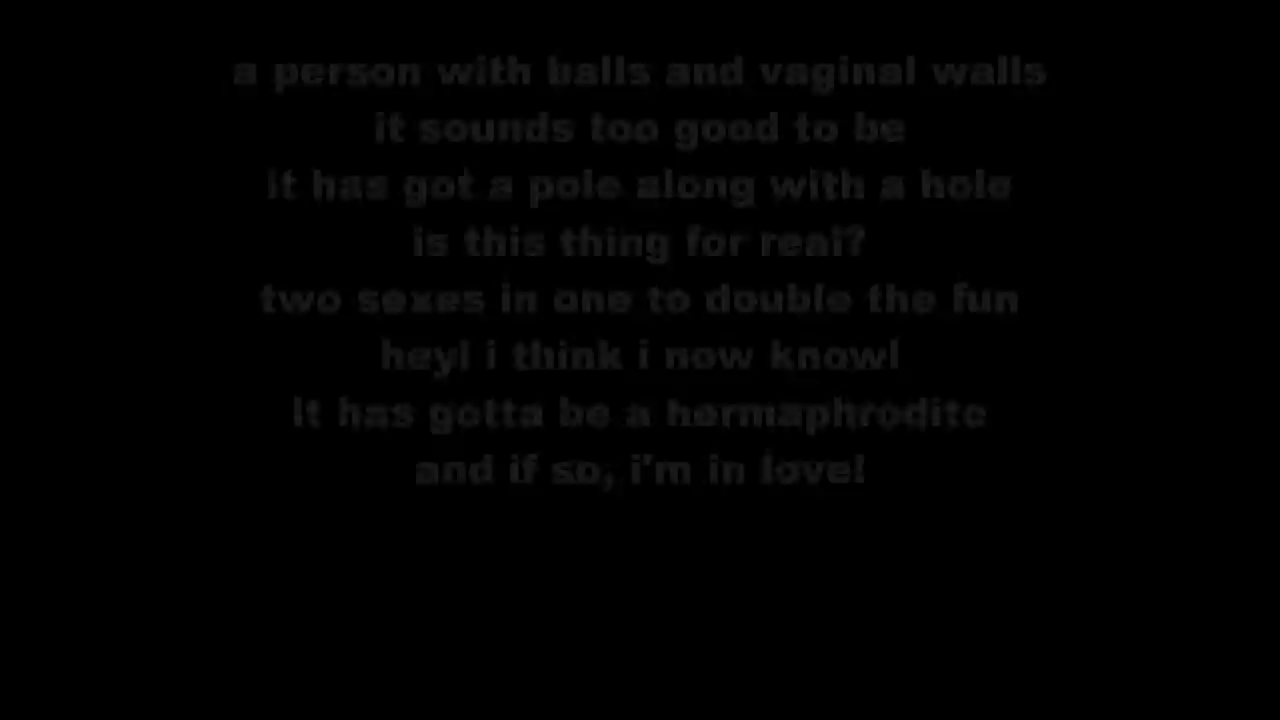 a person with balls and vaginal walls
it sounds too good to be
it has got a pole along with a hole
is this thing for real?
two sexes in one to double the fun
hey! i think i now know!
it has gotta be a hermaphrodite
and if so, i'm in love!